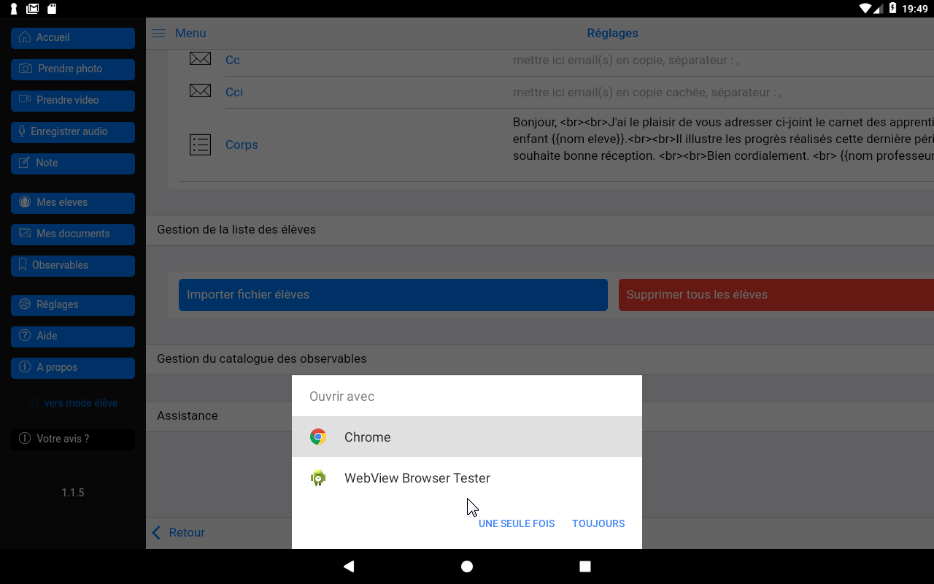 19:49
Accueil
Prendre photo
Prendre video
Enregistrer audio
Note
Mes eleves
Mes documents
Observables
Réglages
Aide
A propos
vers mode élève
Votre avis ?
1.1.5
Menu
Réglages
Cc
mettre ici email(s) en copie, séparateur : ,
Cci
mettre ici email(s) en copie cachée, séparateur : ,
Corps
Bonjour, <br><br>J'ai le plaisir de vous adresser ci-joint le carnet des apprenti
enfant {{nom eleve}}.<br><br>Il illustre les progrès réalisés cette dernière péri
souhaite bonne réception. <br><br>Bien cordialement. <br> {{nom professeur
Gestion de la liste des élèves
Importer fichier élèves
Supprimer tous les élèves
Gestion du catalogue des observables
Assistance
Retour
Ouvrir avec
Chrome
WebView Browser Tester
UNE SEULE FOIS
TOUJOURS